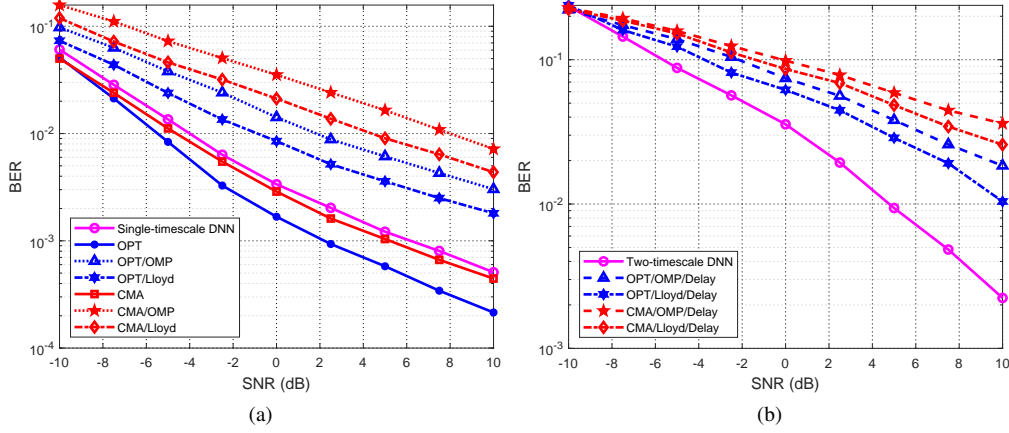 10^-1
10^-2
10^-3
10^-4
BER
-10 -8 -6 -4 -2 0 2 4 6 8 10
SNR (dB)
Single-timescale DNN
OPT
OPT/OMP
OPT/Lloyd
CMA
CMA/OMP
CMA/Lloyd
(a)
10^-1
10^-2
10^-3
BER
-10 -8 -6 -4 -2 0 2 4 6 8 10
SNR (dB)
Two-timescale DNN
OPT/OMP/Delay
OPT/Lloyd/Delay
CMA/OMP/Delay
CMA/Lloyd/Delay
(b)